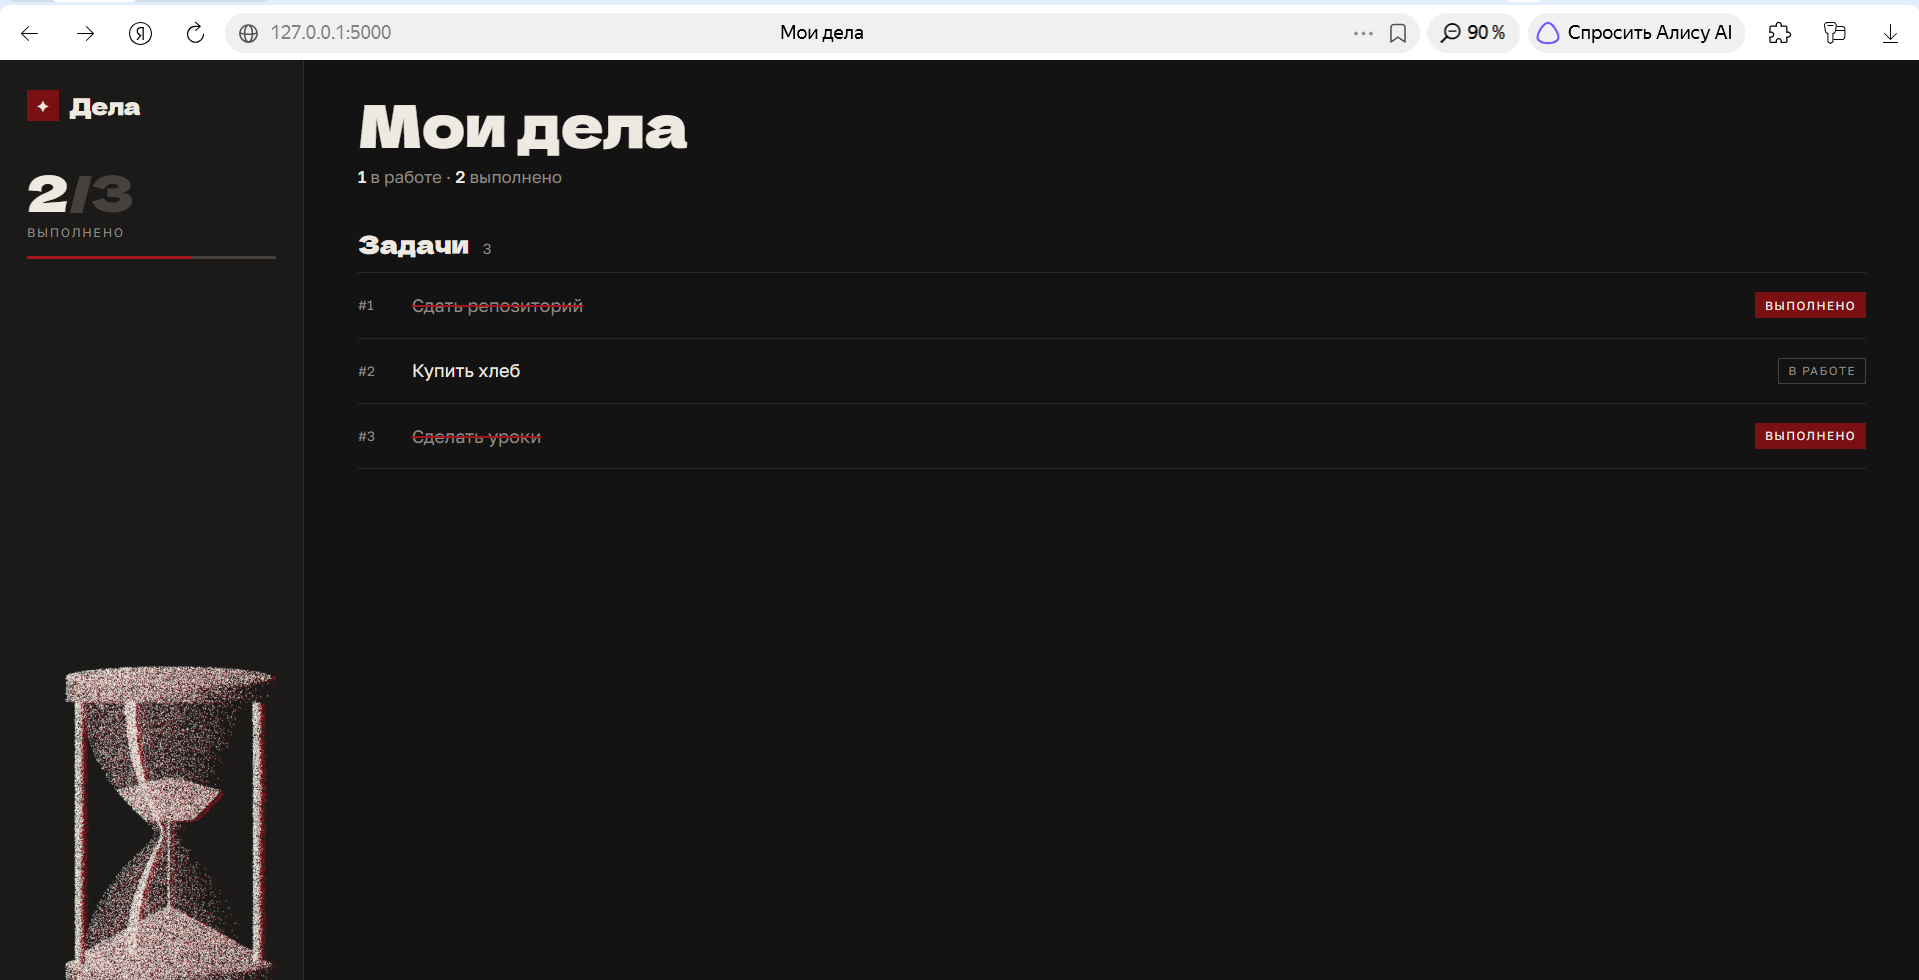 127.0.0.1:5000
Мои дела
90 %
Спросить Алису AI
Дела
2/3
ВЫПОЛНЕНО
Мои дела
1 в работе · 2 выполнено
Задачи 3
#1 Сдать репозиторий ВЫПОЛНЕНО
#2 Купить хлеб В РАБОТЕ
#3 Сделать уроки ВЫПОЛНЕНО